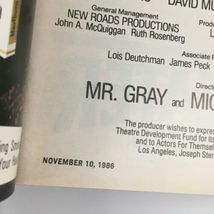 DAVID MU
General Management
NEW ROADS PRODUCTIONS
John A. McQuiggan Ruth Rosenberg
Associate
Lois Deutchman James Peck
Directi
MR. GRAY and MIC
The producer wishes to expres
Theatre Development Fund for its
and to Actors For Themsel
Los Angeles, Joseph Ster
NOVEMBER 10, 1986